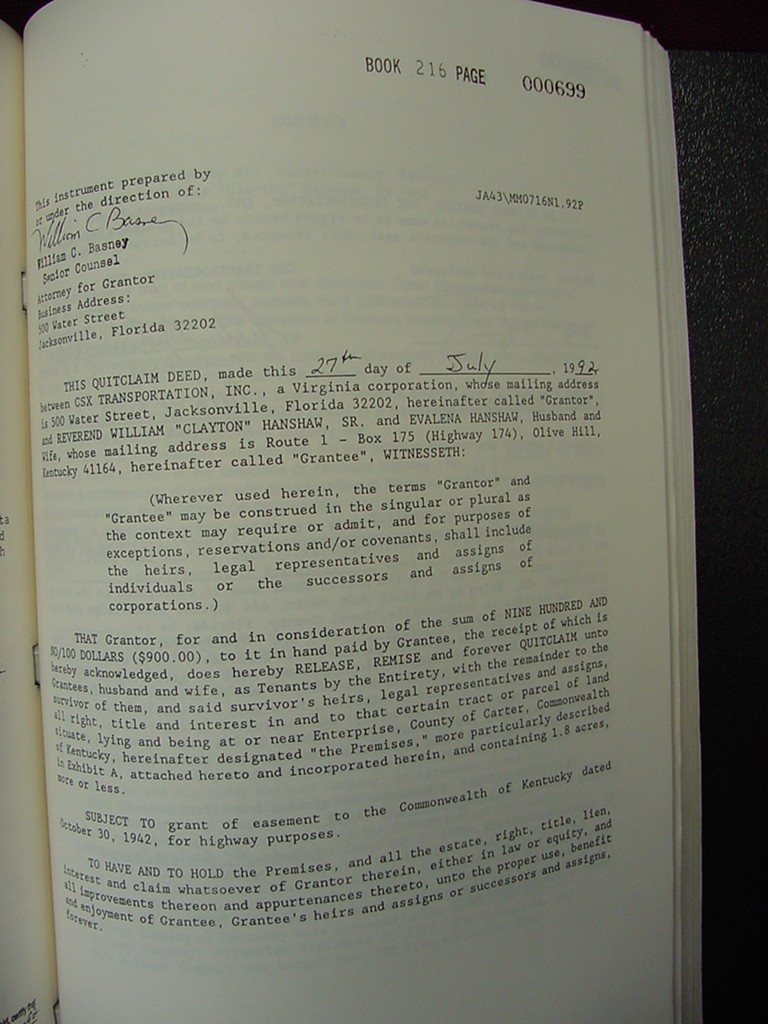 BOOK 216 PAGE 000699
JA43\MM0716N1.92P
This instrument prepared by
or under the direction of:
William C Basney
William C. Basney
Senior Counsel
Attorney for Grantor
Business Address:
500 Water Street
Jacksonville, Florida 32202
THIS QUITCLAIM DEED, made this 27th day of July, 1992,
between CSX TRANSPORTATION, INC., a Virginia corporation, whose mailing address
is 500 Water Street, Jacksonville, Florida 32202, hereinafter called "Grantor",
and REVEREND WILLIAM "CLAYTON" HANSHAW, SR. and EVALENA HANSHAW, Husband and
Wife, whose mailing address is Route 1 - Box 175 (Highway 174), Olive Hill,
Kentucky 41164, hereinafter called "Grantee", WITNESSETH:
(Wherever used herein, the terms "Grantor" and
"Grantee" may be construed in the singular or plural as
the context may require or admit, and for purposes of
exceptions, reservations and/or covenants, shall include
the heirs, legal representatives and assigns of
individuals or the successors and assigns of
corporations.)
THAT Grantor, for and in consideration of the sum of NINE HUNDRED AND
NO/100 DOLLARS ($900.00), to it in hand paid by Grantee, the receipt of which is
hereby acknowledged, does hereby RELEASE, REMISE and forever QUITCLAIM unto
Grantees, husband and wife, as Tenants by the Entirety, with the remainder to the
survivor of them, and said survivor's heirs, legal representatives and assigns,
all right, title and interest in and to that certain tract or parcel of land
situate, lying and being at or near Enterprise, County of Carter, Commonwealth
of Kentucky, hereinafter designated "the Premises," more particularly described
in Exhibit A, attached hereto and incorporated herein, and containing 1.8 acres,
more or less.
SUBJECT TO grant of easement to the Commonwealth of Kentucky dated
October 30, 1942, for highway purposes.
TO HAVE AND TO HOLD the Premises, and all the estate, right, title, lien,
interest and claim whatsoever of Grantor therein, either in law or equity, and
all improvements thereon and appurtenances thereto, unto the proper use, benefit
and enjoyment of Grantee, Grantee's heirs and assigns or successors and assigns,
forever.